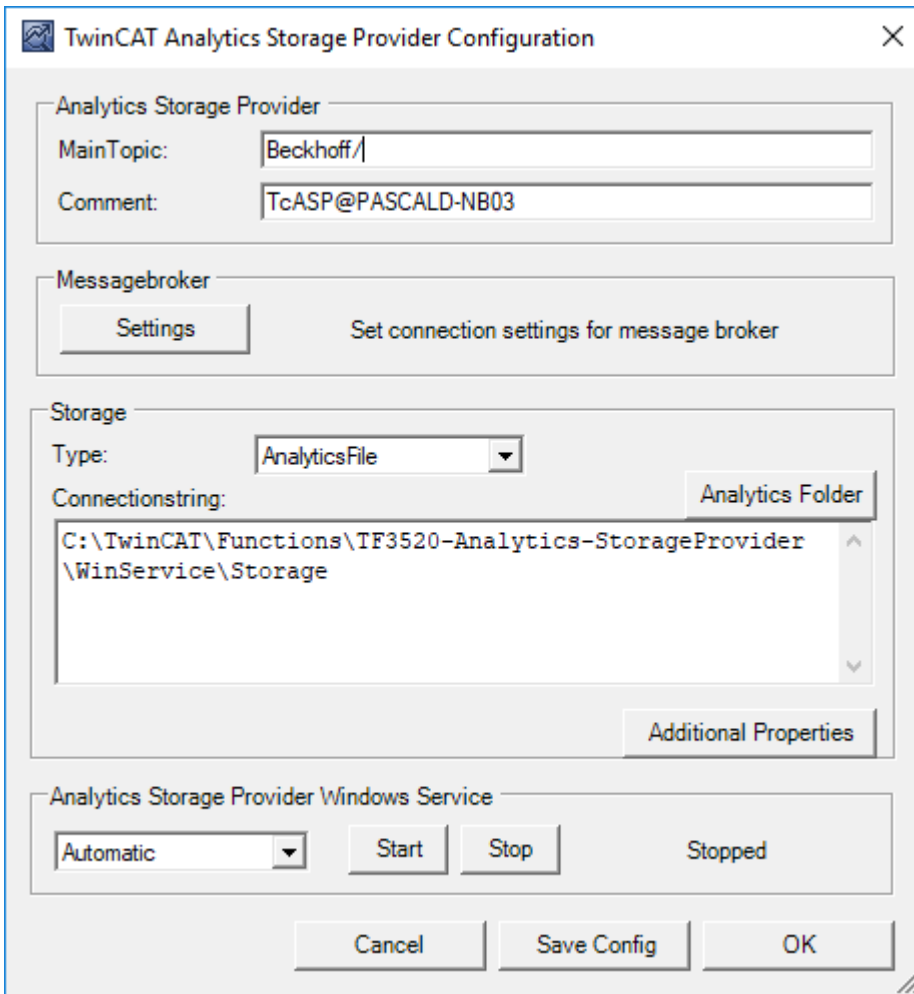 TwinCAT Analytics Storage Provider Configuration
Analytics Storage Provider
MainTopic: Beckhoff/
Comment: TcASP@PASCALD-NB03
Messagebroker
Settings Set connection settings for message broker
Storage
Type: AnalyticsFile
Connectionstring: Analytics Folder
C:\TwinCAT\Functions\TF3520-Analytics-StorageProvider
\WinService\Storage
Additional Properties
Analytics Storage Provider Windows Service
Automatic Start Stop Stopped
Cancel Save Config OK